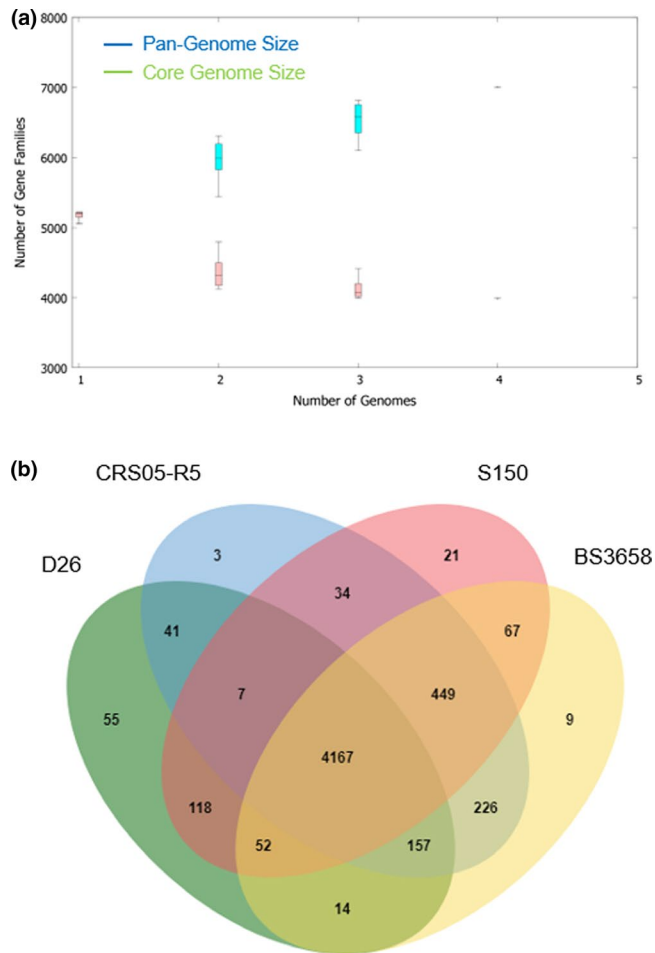 (a)
Pan-Genome Size
Core Genome Size
Number of Gene Families
8000
7000
6000
5000
4000
3000
1 2 3 4 5
Number of Genomes
(b)
CRS05-R5 S150
D26 BS3658
3 21
41 34 67
55 7 449 9
4167
118 226
52 157
14